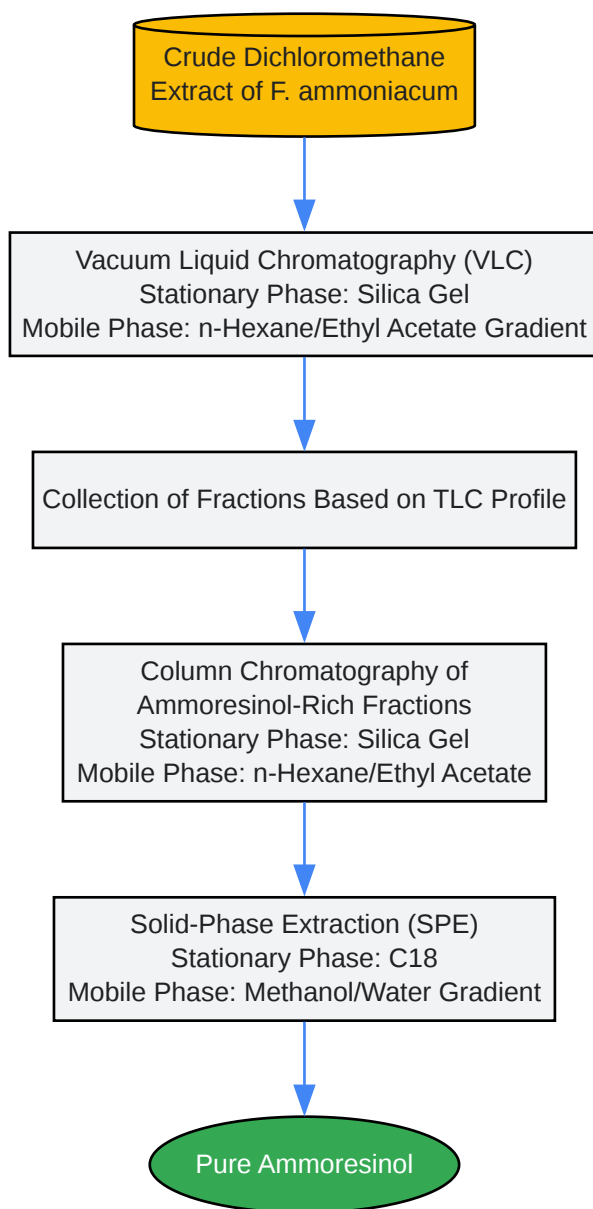 Crude Dichloromethane
Extract of F. ammoniacum
Vacuum Liquid Chromatography (VLC)
Stationary Phase: Silica Gel
Mobile Phase: n-Hexane/Ethyl Acetate Gradient
Collection of Fractions Based on TLC Profile
Column Chromatography of
Ammoresinol-Rich Fractions
Stationary Phase: Silica Gel
Mobile Phase: n-Hexane/Ethyl Acetate
Solid-Phase Extraction (SPE)
Stationary Phase: C18
Mobile Phase: Methanol/Water Gradient
Pure Ammoresinol